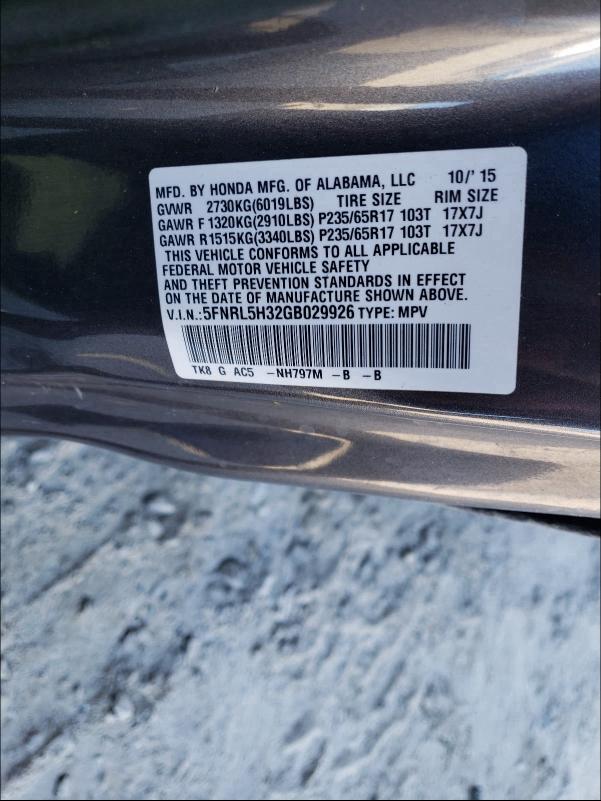 MFD. BY HONDA MFG. OF ALABAMA, LLC 10/'15
GVWR 2730KG(6019LBS) TIRE SIZE RIM SIZE
GAWR F 1320KG(2910LBS) P235/65R17 103T 17X7J
GAWR R1515KG(3340LBS) P235/65R17 103T 17X7J
THIS VEHICLE CONFORMS TO ALL APPLICABLE
FEDERAL MOTOR VEHICLE SAFETY
AND THEFT PREVENTION STANDARDS IN EFFECT
ON THE DATE OF MANUFACTURE SHOWN ABOVE.
V.I.N.:5FNRL5H32GB029926 TYPE: MPV
TK8 G AC5 -NH797M -B -B